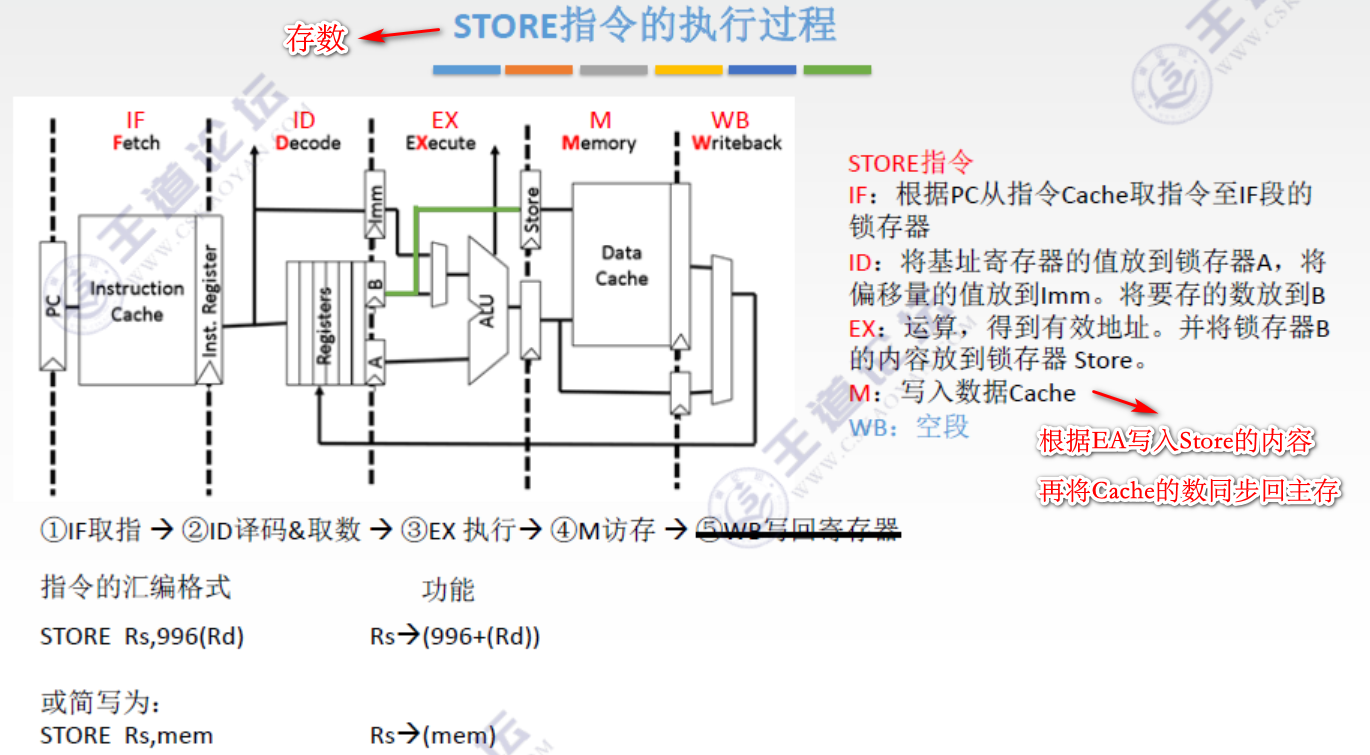 STORE指令的执行过程
存数
IF
Fetch
ID
Decode
EX
EXecute
M
Memory
WB
Writeback
PC
Instruction
Cache
Inst. Register
Registers
Imm
B
A
ALU
Store
Data
Cache
STORE指令
IF：根据PC从指令Cache取指令至IF段的
锁存器
ID：将基址寄存器的值放到锁存器A，将
偏移量的值放到Imm。将要存的数放到B
EX：运算，得到有效地址。并将锁存器B
的内容放到锁存器 Store。
M：写入数据Cache
WB：空段
根据EA写入Store的内容
再将Cache的数同步回主存
①IF取指 → ②ID译码&取数 → ③EX 执行→ ④M访存 → ⑤WB写回寄存器
指令的汇编格式 功能
STORE Rs,996(Rd) Rs→(996+(Rd))
或简写为：
STORE Rs,mem Rs→(mem)
王道论坛
王道论坛